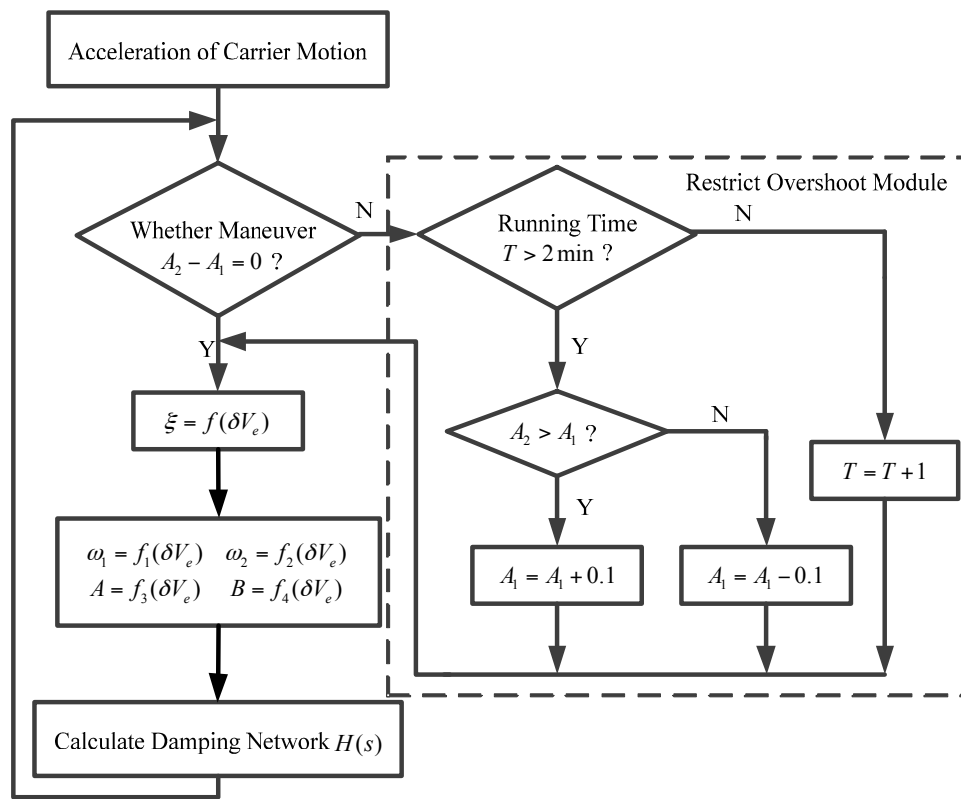 Acceleration of Carrier Motion
Restrict Overshoot Module
Whether Maneuver
A₂ − A₁ = 0 ?
N
Running Time
T > 2 min ?
N
Y
Y
ξ = f(δVₑ)
A₂ > A₁ ?
N
T = T + 1
Y
ω₁ = f₁(δVₑ) ω₂ = f₂(δVₑ)
A = f₃(δVₑ) B = f₄(δVₑ)
A₁ = A₁ + 0.1
A₁ = A₁ − 0.1
Calculate Damping Network H(s)